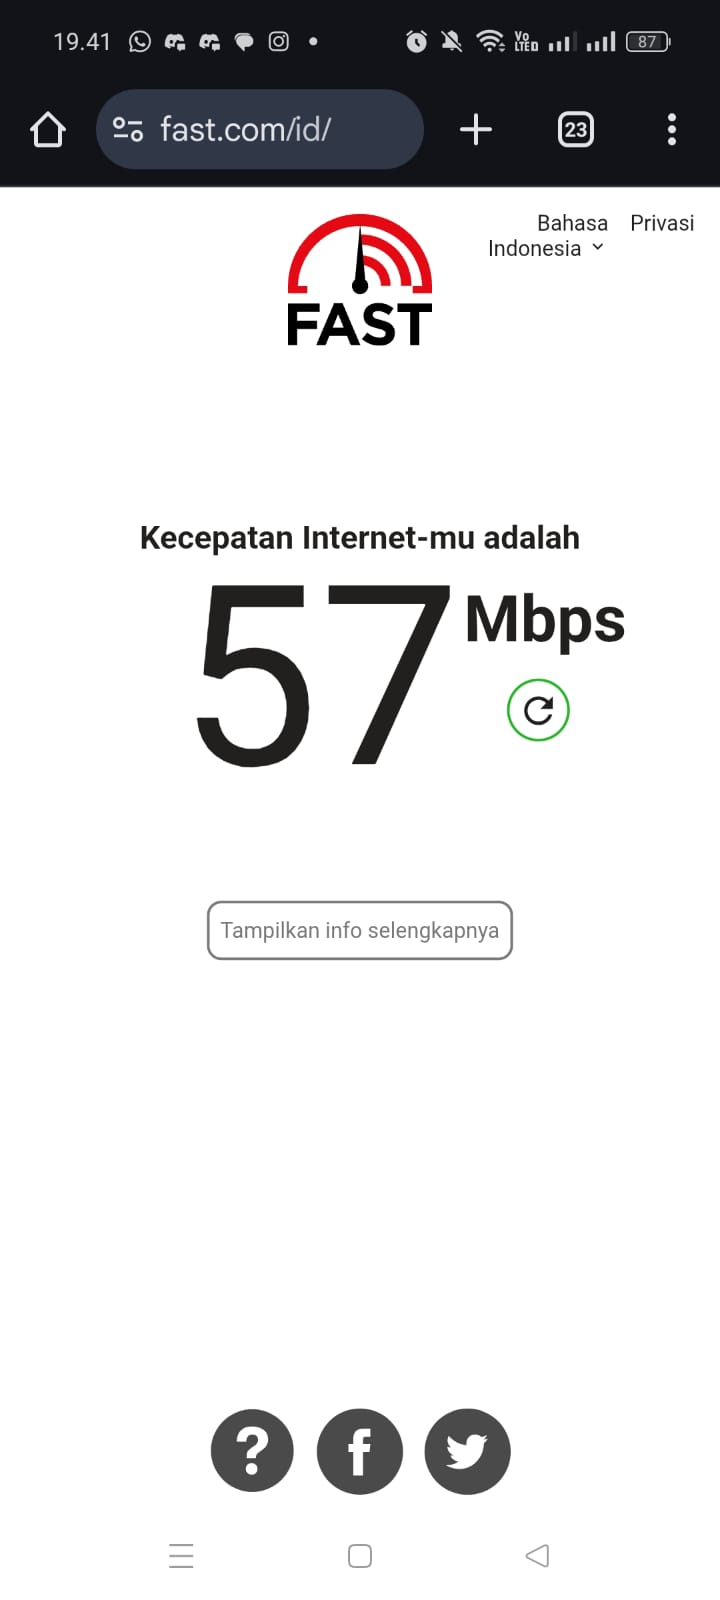 19.41
Vo
LTED
87
fast.com/id/
23
Bahasa
Indonesia
Privasi
FAST
Kecepatan Internet-mu adalah
57 Mbps
Tampilkan info selengkapnya
?
f